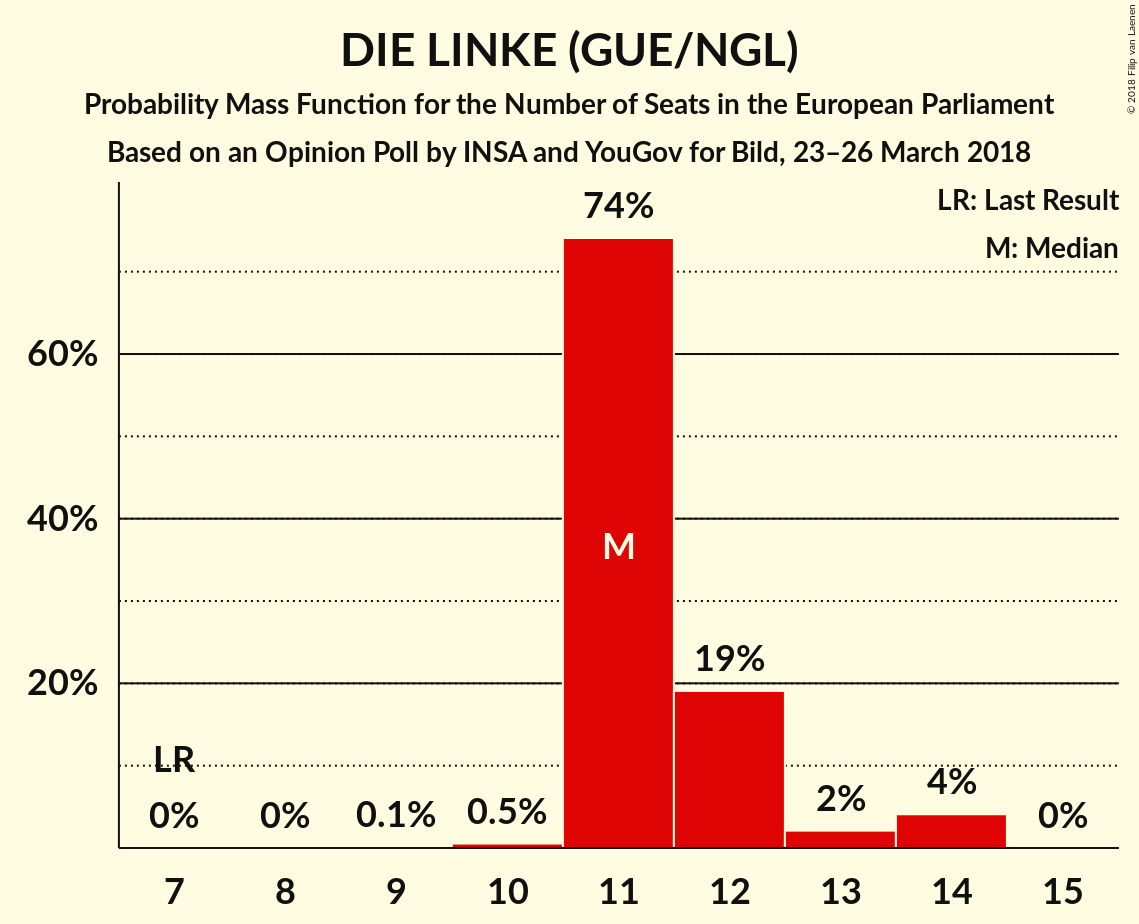 DIE LINKE (GUE/NGL)
Probability Mass Function for the Number of Seats in the European Parliament
Based on an Opinion Poll by INSA and YouGov for Bild, 23–26 March 2018
© 2018 Filip van Laenen
LR: Last Result
M: Median
74%
60%
M
40%
19%
20%
LR
4%
2%
0% 0% 0.1% 0.5% 0%
7 8 9 10 11 12 13 14 15